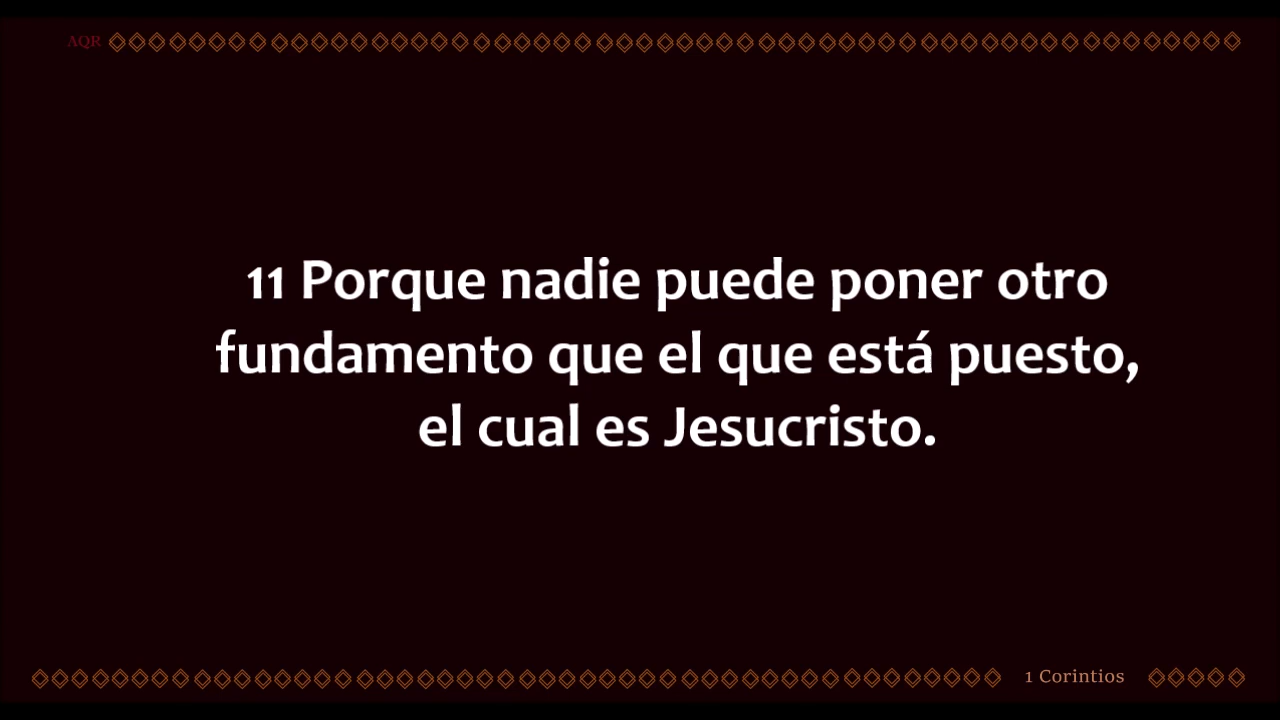 AQR
11 Porque nadie puede poner otro
fundamento que el que está puesto,
el cual es Jesucristo.
1 Corintios